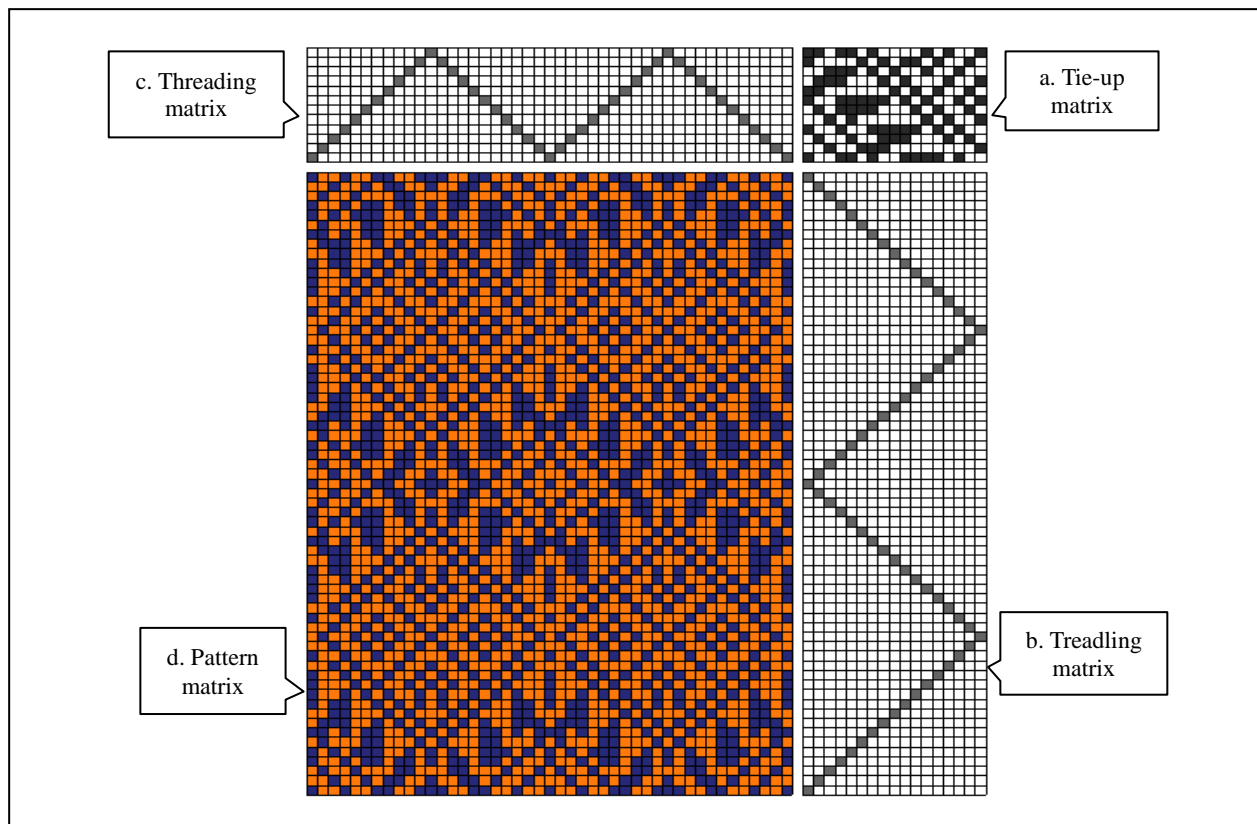 c. Threading
matrix
a. Tie-up
matrix
d. Pattern
matrix
b. Treadling
matrix